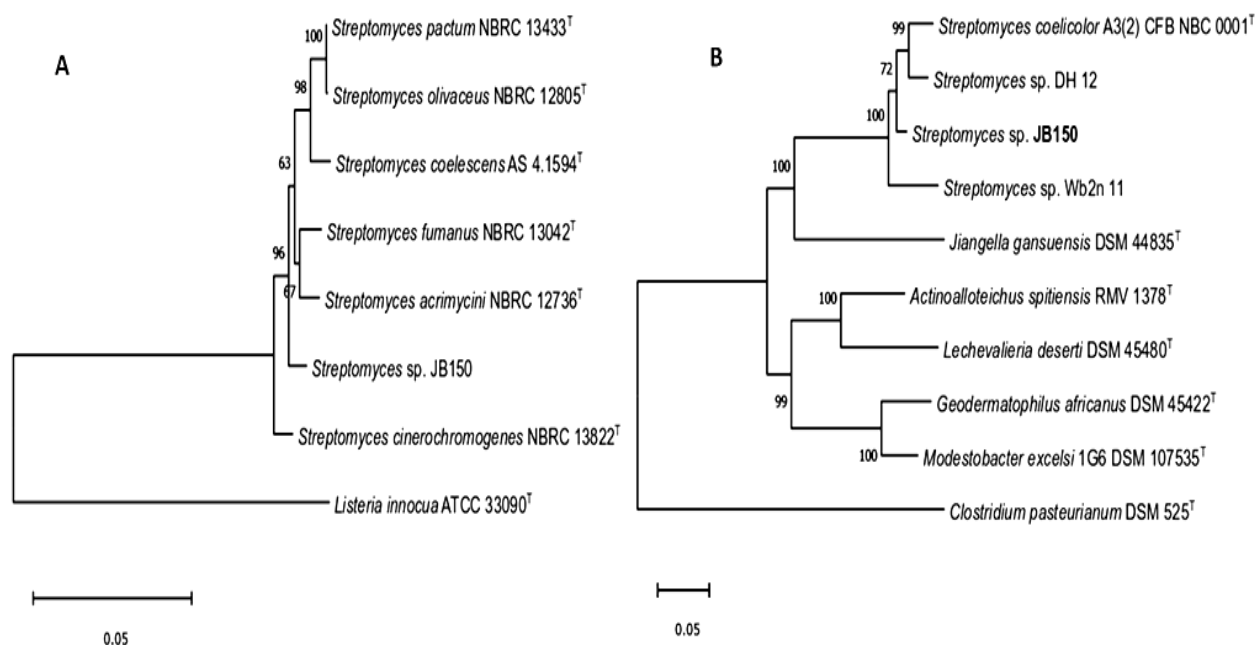 A
100
Streptomyces pactum NBRC 13433ᵀ
98
Streptomyces olivaceus NBRC 12805ᵀ
63
Streptomyces coelescens AS 4.1594ᵀ
96
Streptomyces fumanus NBRC 13042ᵀ
67
Streptomyces acrimycini NBRC 12736ᵀ
Streptomyces sp. JB150
Streptomyces cinerochromogenes NBRC 13822ᵀ
Listeria innocua ATCC 33090ᵀ
0.05
B
99
Streptomyces coelicolor A3(2) CFB NBC 0001ᵀ
72
Streptomyces sp. DH 12
100
Streptomyces sp. JB150
100
Streptomyces sp. Wb2n 11
Jiangella gansuensis DSM 44835ᵀ
100
Actinoalloteichus spitiensis RMV 1378ᵀ
Lechevalieria deserti DSM 45480ᵀ
99
Geodermatophilus africanus DSM 45422ᵀ
100
Modestobacter excelsi 1G6 DSM 107535ᵀ
Clostridium pasteurianum DSM 525ᵀ
0.05